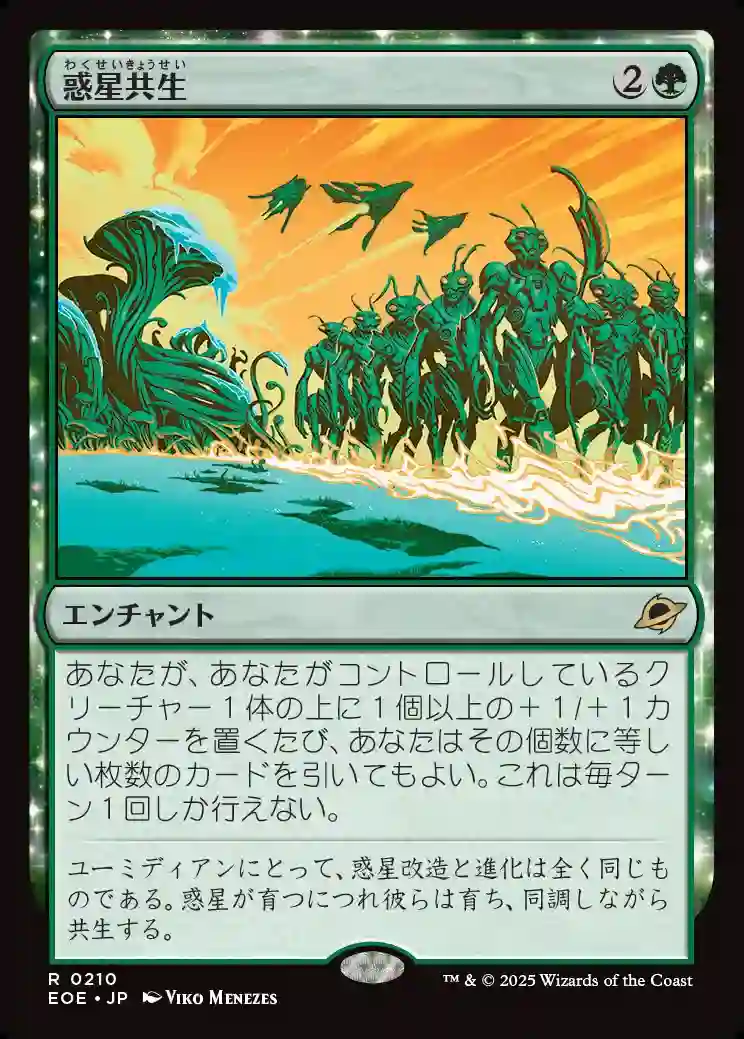 わくせいきょうせい
惑星共生 2
エンチャント
あなたが、あなたがコントロールしているク
リーチャー1体の上に1個以上の+1/+1カ
ウンターを置くたび、あなたはその個数に等し
い枚数のカードを引いてもよい。これは毎ター
ン1回しか行えない。
ユーミディアンにとって、惑星改造と進化は全く同じも
のである。惑星が育つにつれ彼らは育ち、同調しながら
共生する。
R 0210
EOE • JP VIKO MENEZES
™ & © 2025 Wizards of the Coast